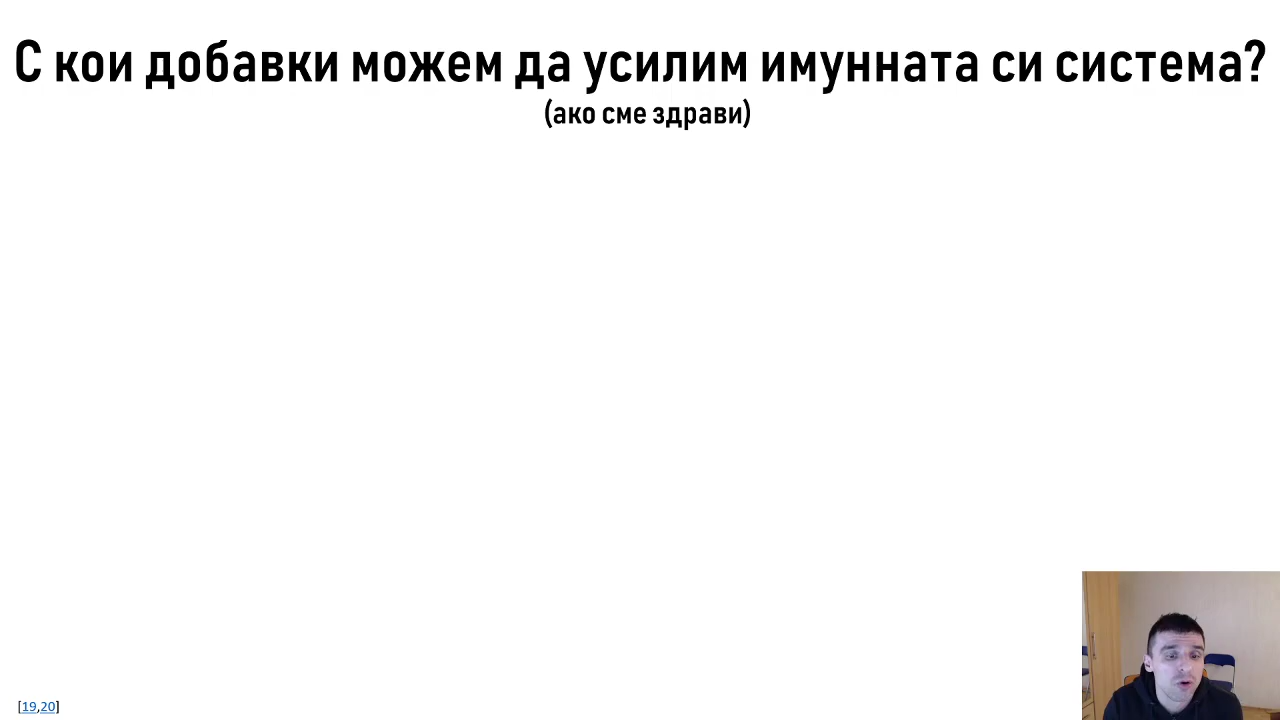 С кои добавки можем да усилим имунната си система?
(ако сме здрави)
[19,20]